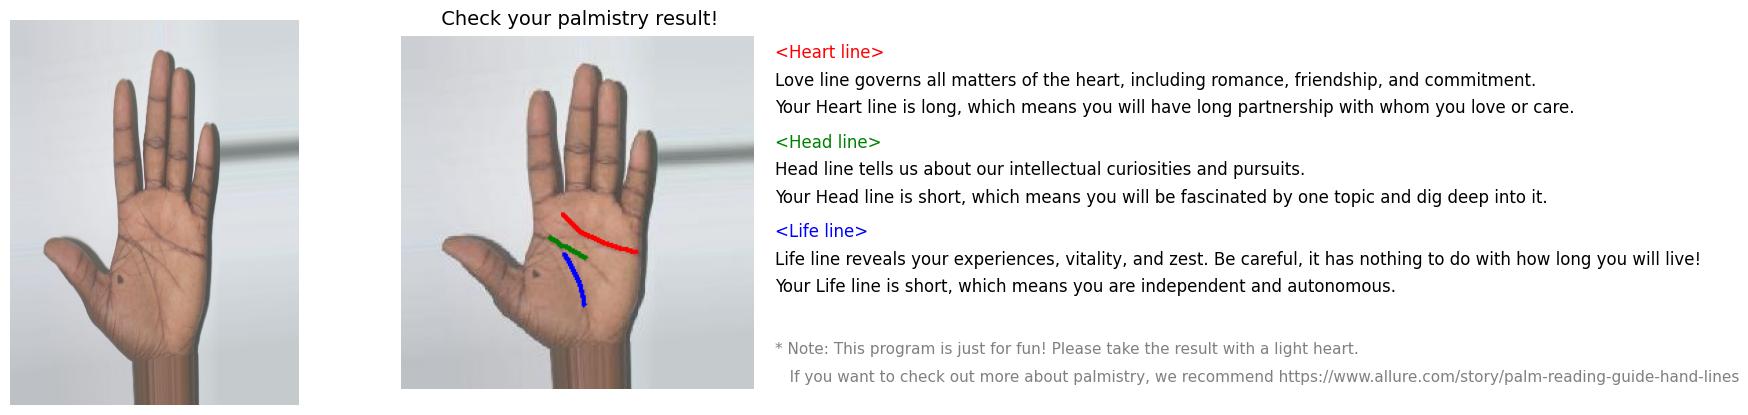 Check your palmistry result!
<Heart line>
Love line governs all matters of the heart, including romance, friendship, and commitment.
Your Heart line is long, which means you will have long partnership with whom you love or care.
<Head line>
Head line tells us about our intellectual curiosities and pursuits.
Your Head line is short, which means you will be fascinated by one topic and dig deep into it.
<Life line>
Life line reveals your experiences, vitality, and zest. Be careful, it has nothing to do with how long you will live!
Your Life line is short, which means you are independent and autonomous.
* Note: This program is just for fun! Please take the result with a light heart.
If you want to check out more about palmistry, we recommend https://www.allure.com/story/palm-reading-guide-hand-lines